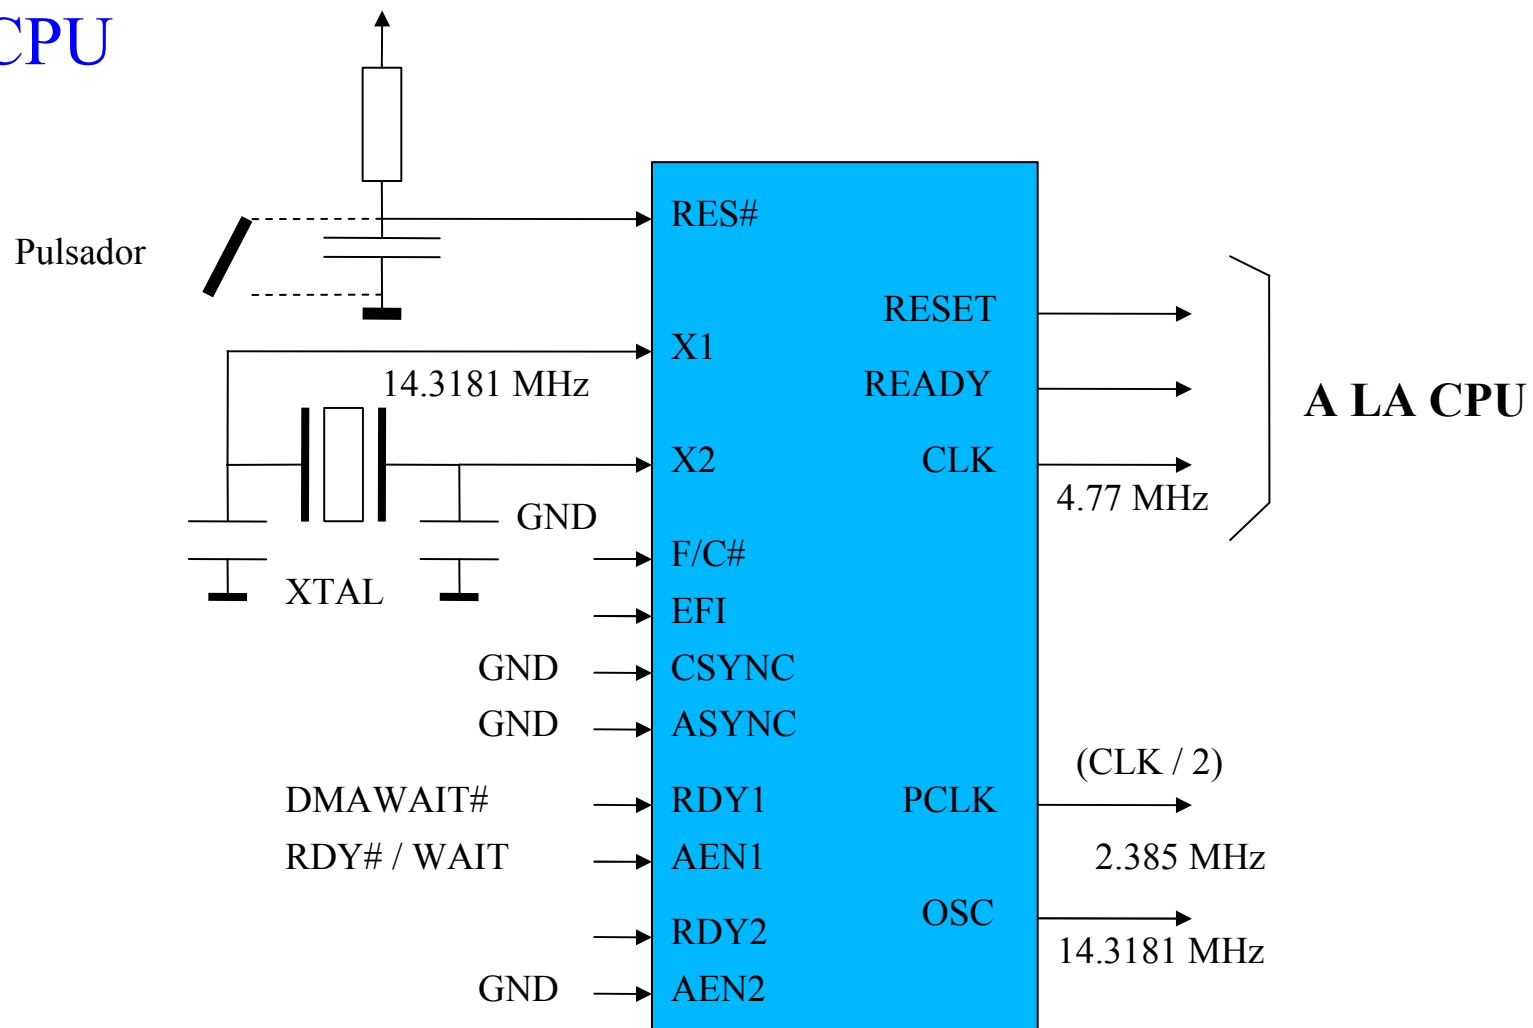 CPU
Pulsador
RES#
RESET
X1
14.3181 MHz
READY
A LA CPU
X2
CLK
4.77 MHz
GND
F/C#
XTAL
EFI
GND
CSYNC
GND
ASYNC
(CLK / 2)
DMAWAIT#
RDY1
PCLK
RDY# / WAIT
AEN1
2.385 MHz
OSC
RDY2
14.3181 MHz
GND
AEN2